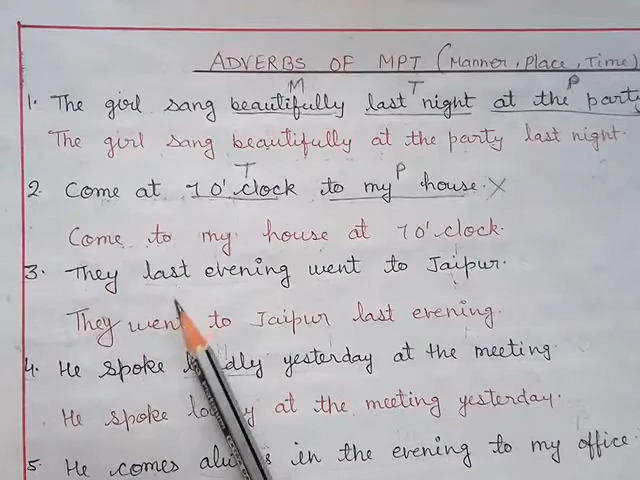 ADVERBS OF MPT (Manner, Place, Time)
M T P
1. The girl sang beautifully last night at the party
The girl sang beautifully at the party last night.
T P
2. Come at 7 O'clock to my house. X
Come to my house at 7 O'clock.
3. They last evening went to Jaipur.
They went to Jaipur last evening.
4. He spoke loudly yesterday at the meeting.
He spoke loudly at the meeting yesterday.
5. He comes always in the evening to my office.